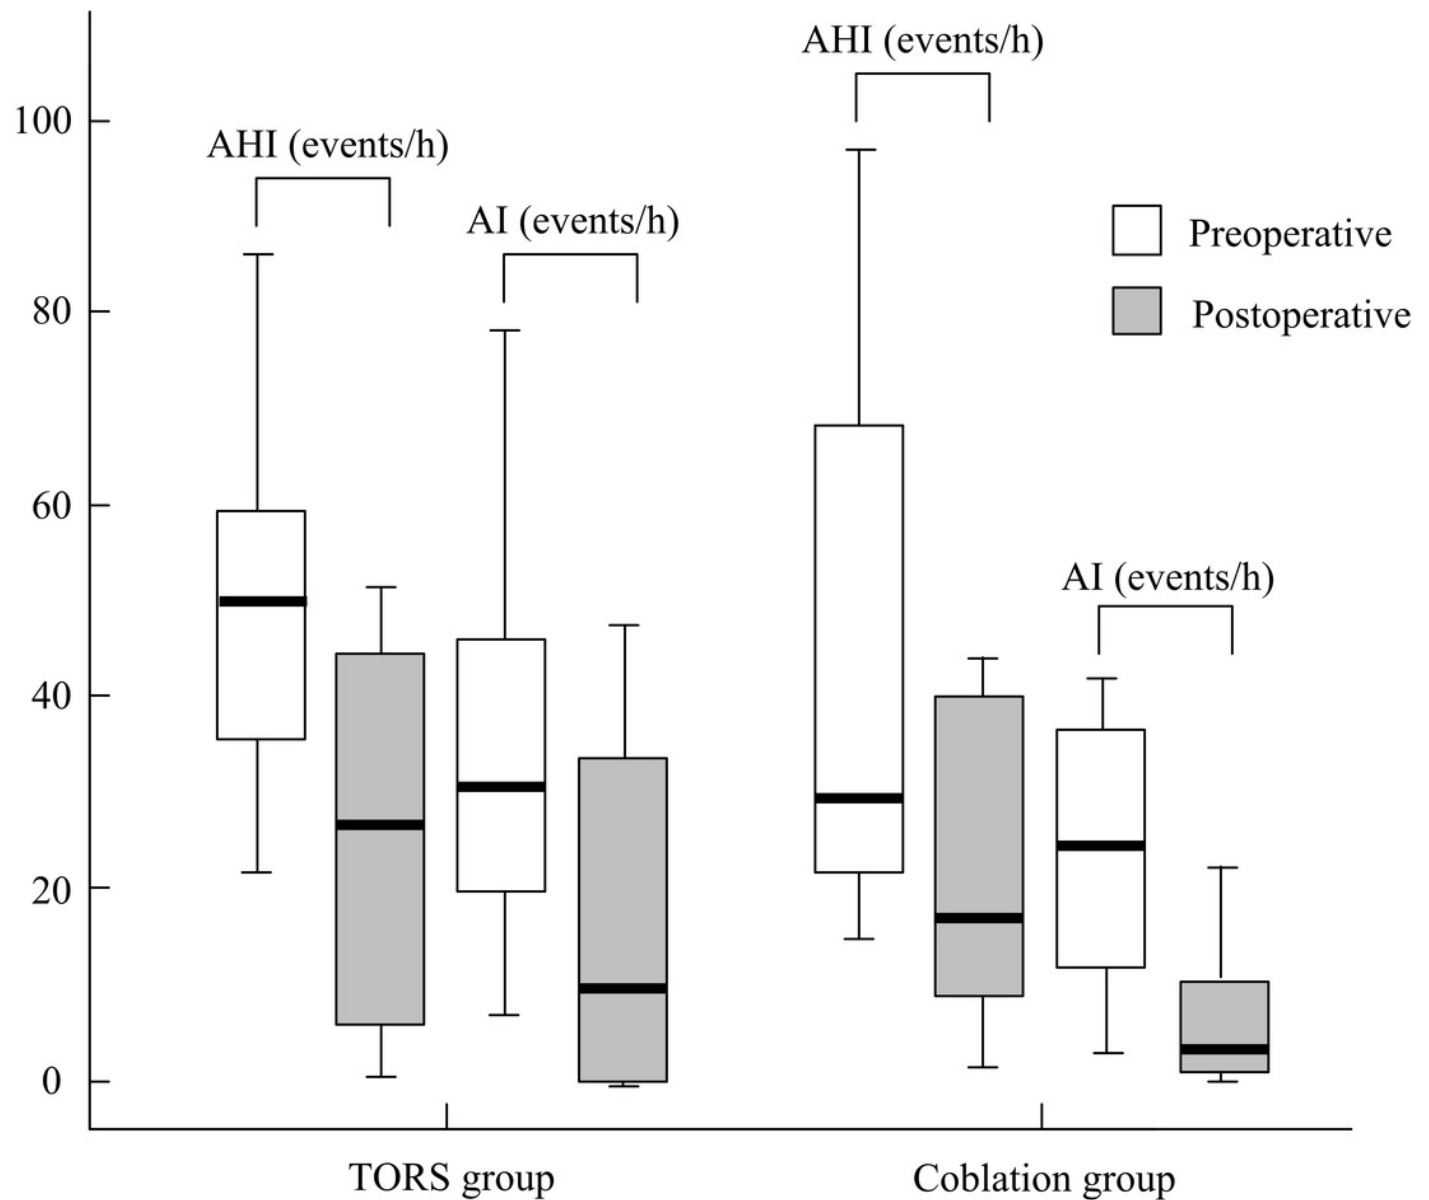 AHI (events/h)
100
AHI (events/h)
AI (events/h)
Preoperative
80
Postoperative
60
AI (events/h)
40
20
0
TORS group
Coblation group